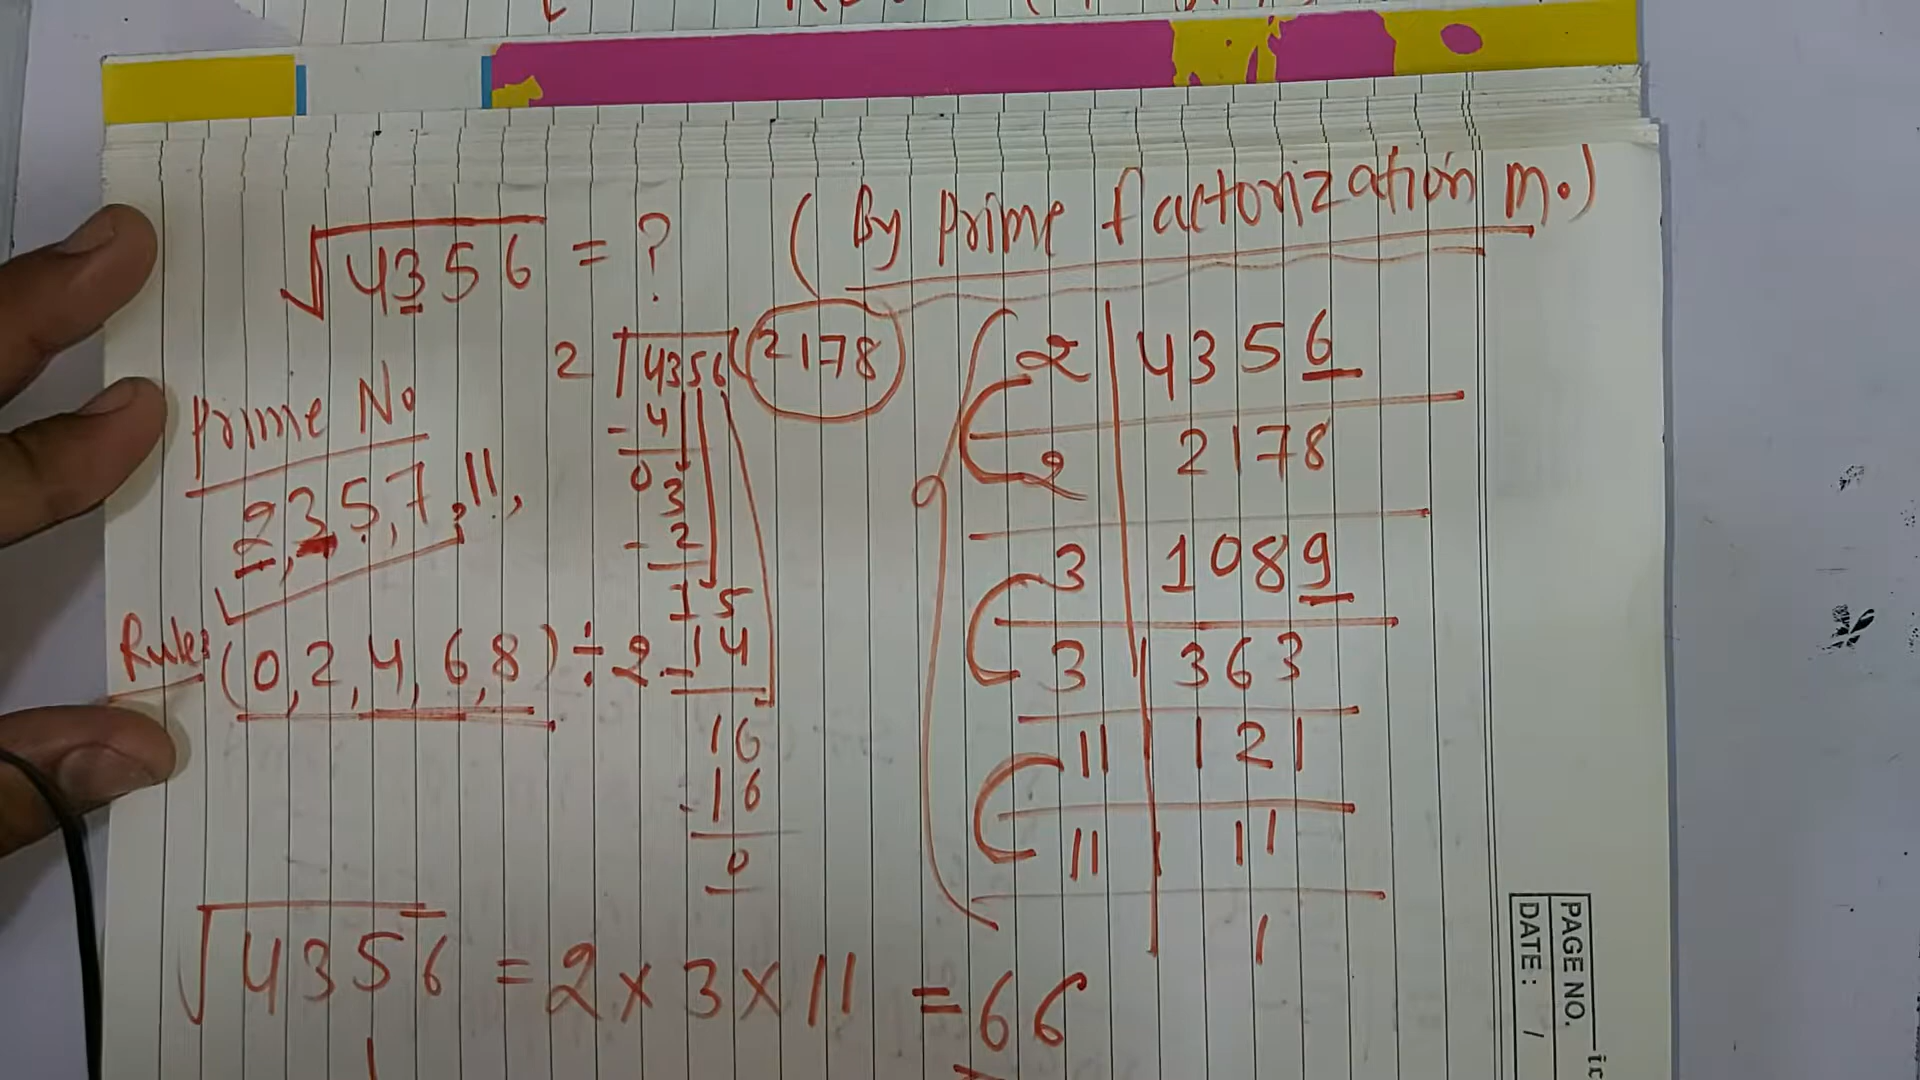 √4356 = ?
(By Prime factorization m.)
Prime No
2, 3, 5, 7, 11,
Rules (0, 2, 4, 6, 8) ÷ 2
2 4356 (2178
- 4
03
- 2
15
- 14
16
- 16
0
2 | 4356
2 | 2178
3 | 1089
3 | 363
11 | 121
11 | 11
1
√4356 = 2 × 3 × 11 = 66
PAGE NO.
DATE: /